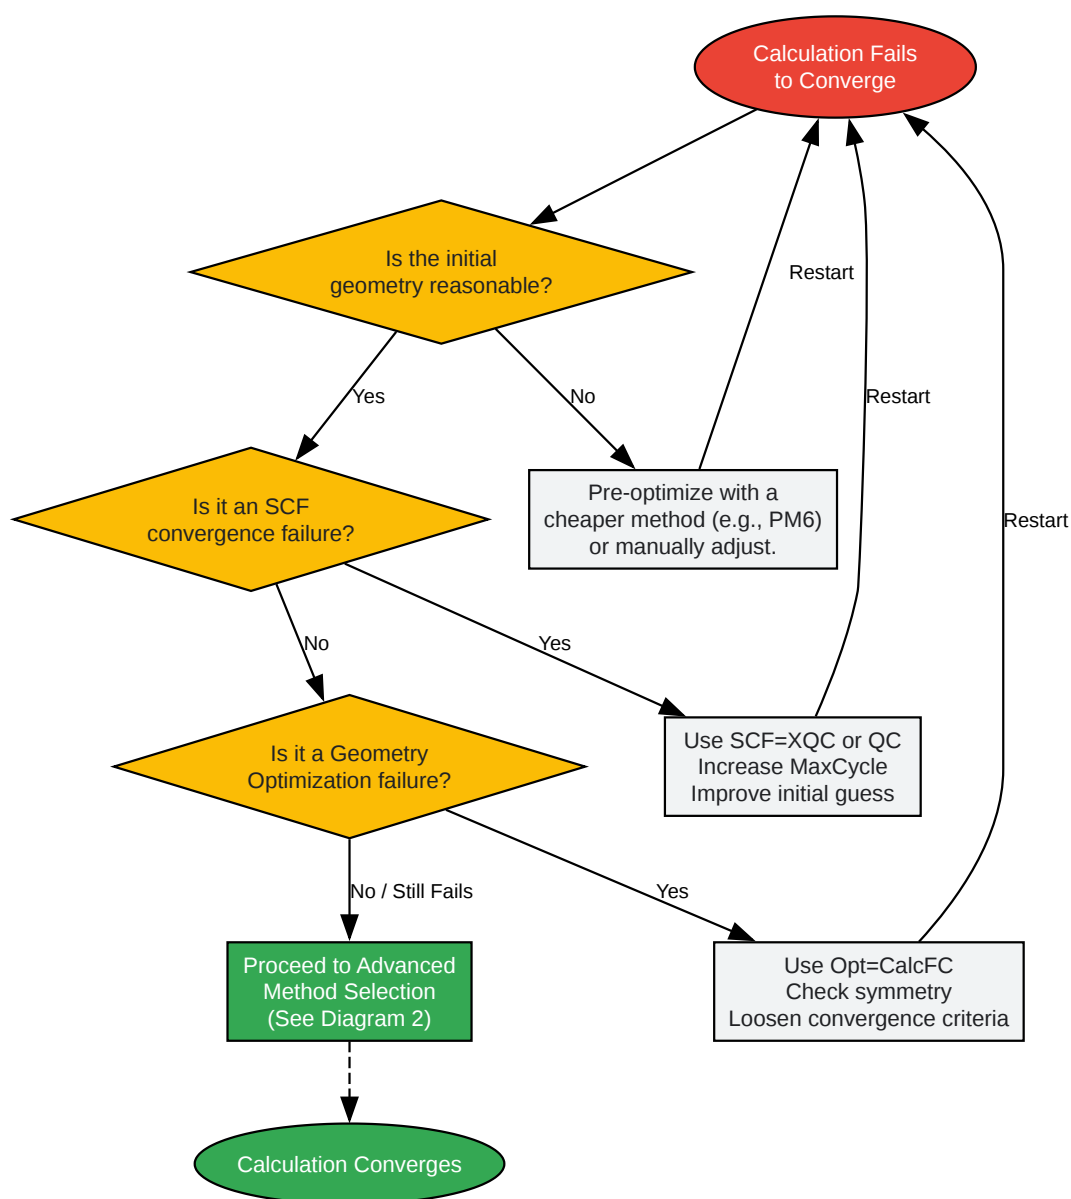 Calculation Fails
to Converge
Is the initial
geometry reasonable?
Restart
Yes
No
Restart
Pre-optimize with a
cheaper method (e.g., PM6)
or manually adjust.
Is it an SCF
convergence failure?
Restart
No
Yes
Use SCF=XQC or QC
Increase MaxCycle
Improve initial guess
Is it a Geometry
Optimization failure?
No / Still Fails
Yes
Proceed to Advanced
Method Selection
(See Diagram 2)
Use Opt=CalcFC
Check symmetry
Loosen convergence criteria
Calculation Converges